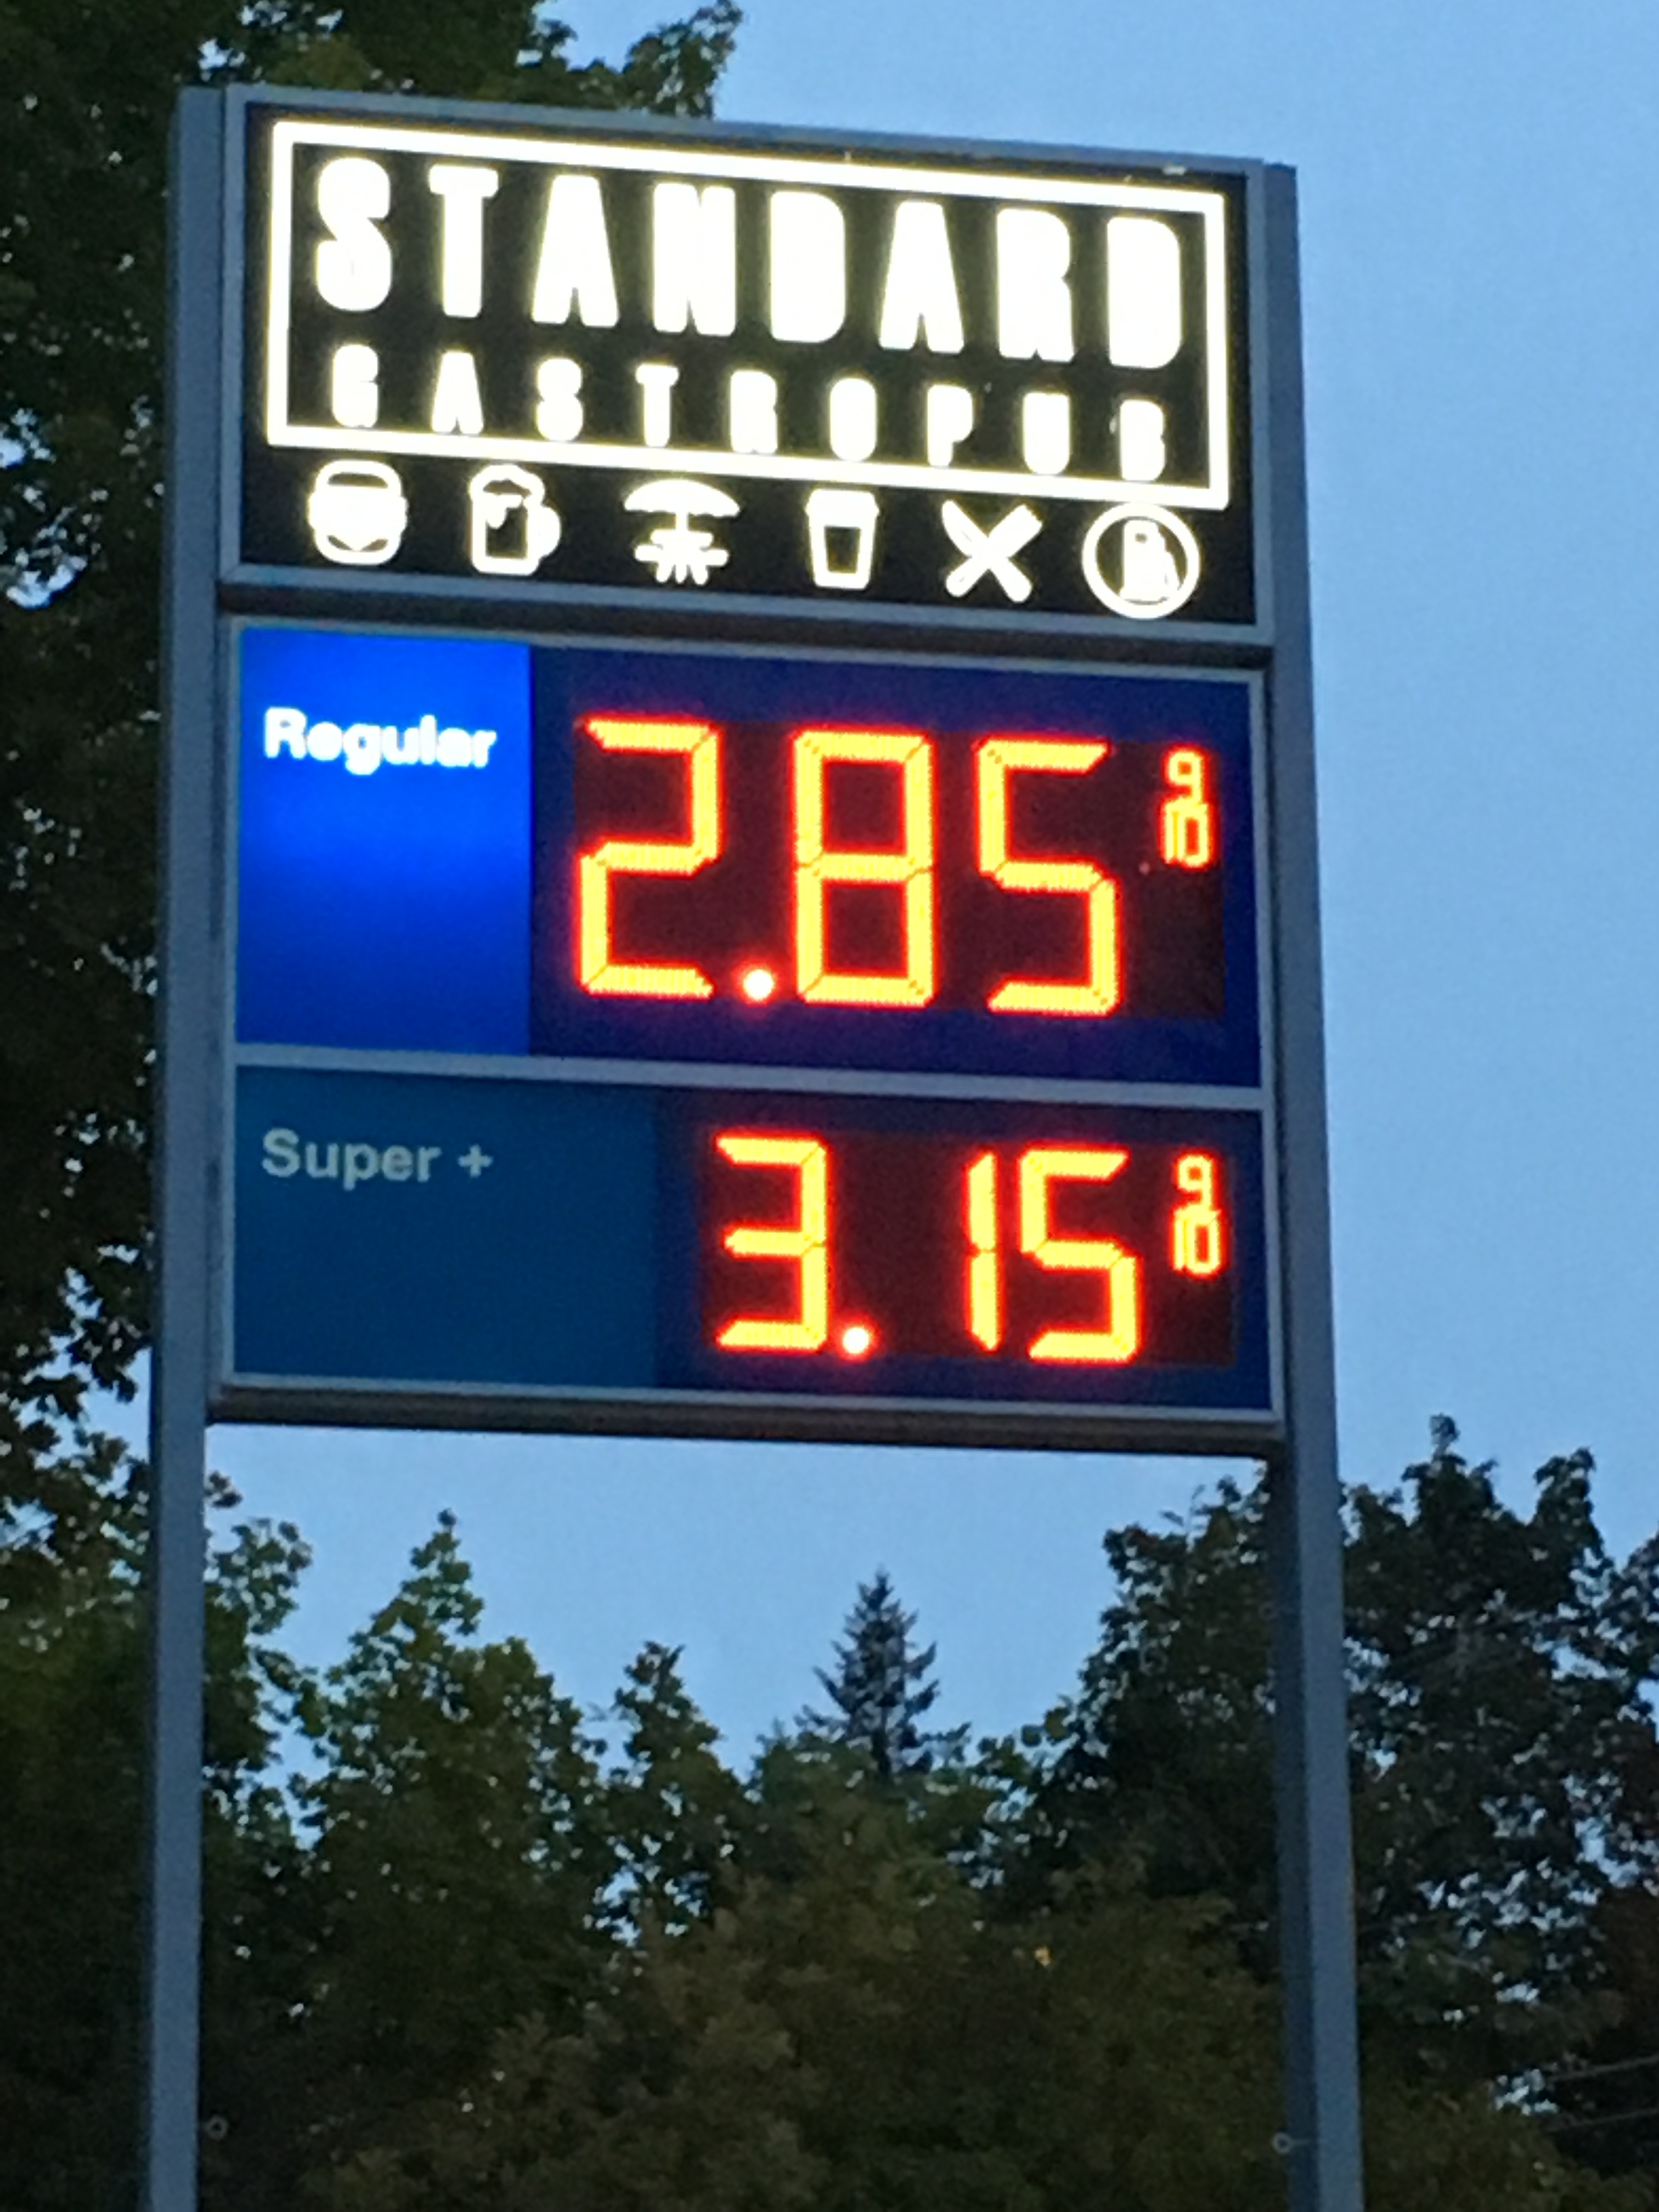 STANDARD
GASTROPUB
Regular 2.85 9/10
Super + 3.15 9/10